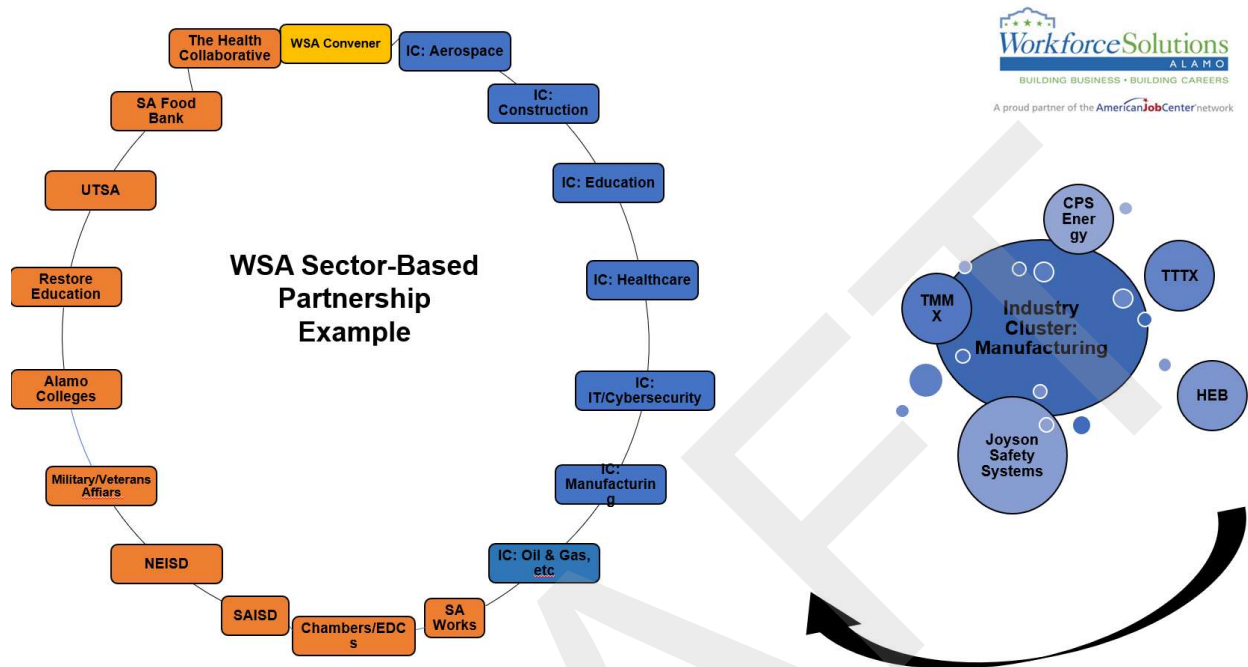 The Health
Collaborative
WSA Convener
IC: Aerospace
IC:
Construction
IC: Education
IC: Healthcare
IC:
IT/Cybersecurity
IC:
Manufacturin
g
IC: Oil & Gas,
etc
SA
Works
Chambers/EDC
s
SAISD
NEISD
Military/Veterans
Affiars
Alamo
Colleges
Restore
Education
UTSA
SA Food
Bank
WSA Sector-Based
Partnership
Example
WorkforceSolutions
ALAMO
BUILDING BUSINESS • BUILDING CAREERS
A proud partner of the AmericanJobCenter network
CPS
Ener
gy
TTTX
TMM
X
Industry
Cluster:
Manufacturing
HEB
Joyson
Safety
Systems